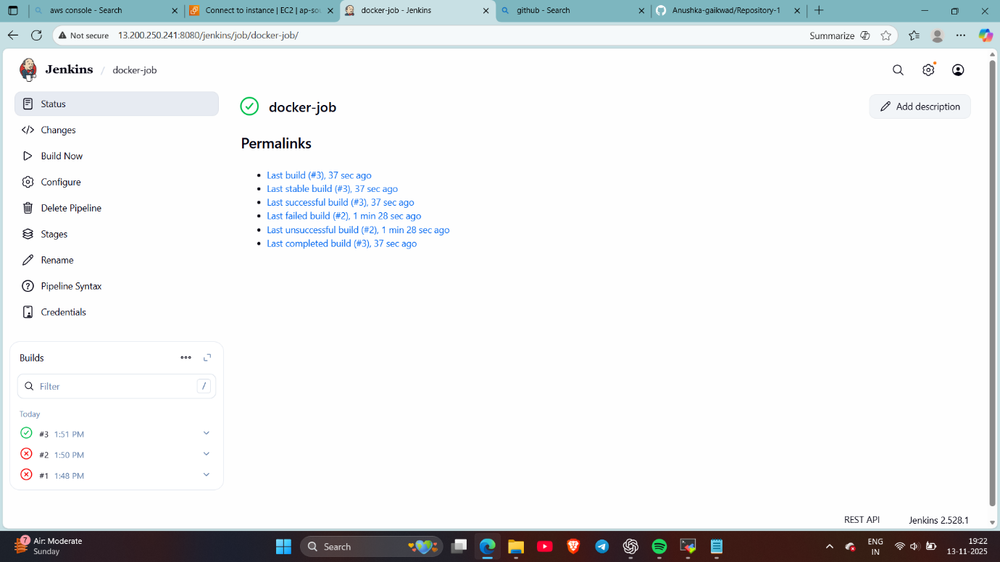 aws console - Search
Connect to instance | EC2 | ap-sou
docker-job - Jenkins
github - Search
Anushka-gaikwad/Repository-1
Not secure
13.200.250.241:8080/jenkins/job/docker-job/
Summarize
Jenkins / docker-job
Status
Changes
Build Now
Configure
Delete Pipeline
Stages
Rename
Pipeline Syntax
Credentials
docker-job
Add description
Permalinks
• Last build (#3), 37 sec ago
• Last stable build (#3), 37 sec ago
• Last successful build (#3), 37 sec ago
• Last failed build (#2), 1 min 28 sec ago
• Last unsuccessful build (#2), 1 min 28 sec ago
• Last completed build (#3), 37 sec ago
Builds
Filter /
Today
#3 1:51 PM
#2 1:50 PM
#1 1:48 PM
REST API
Jenkins 2.528.1
7
Air: Moderate
Sunday
Search
ENG
IN
19:22
13-11-2025